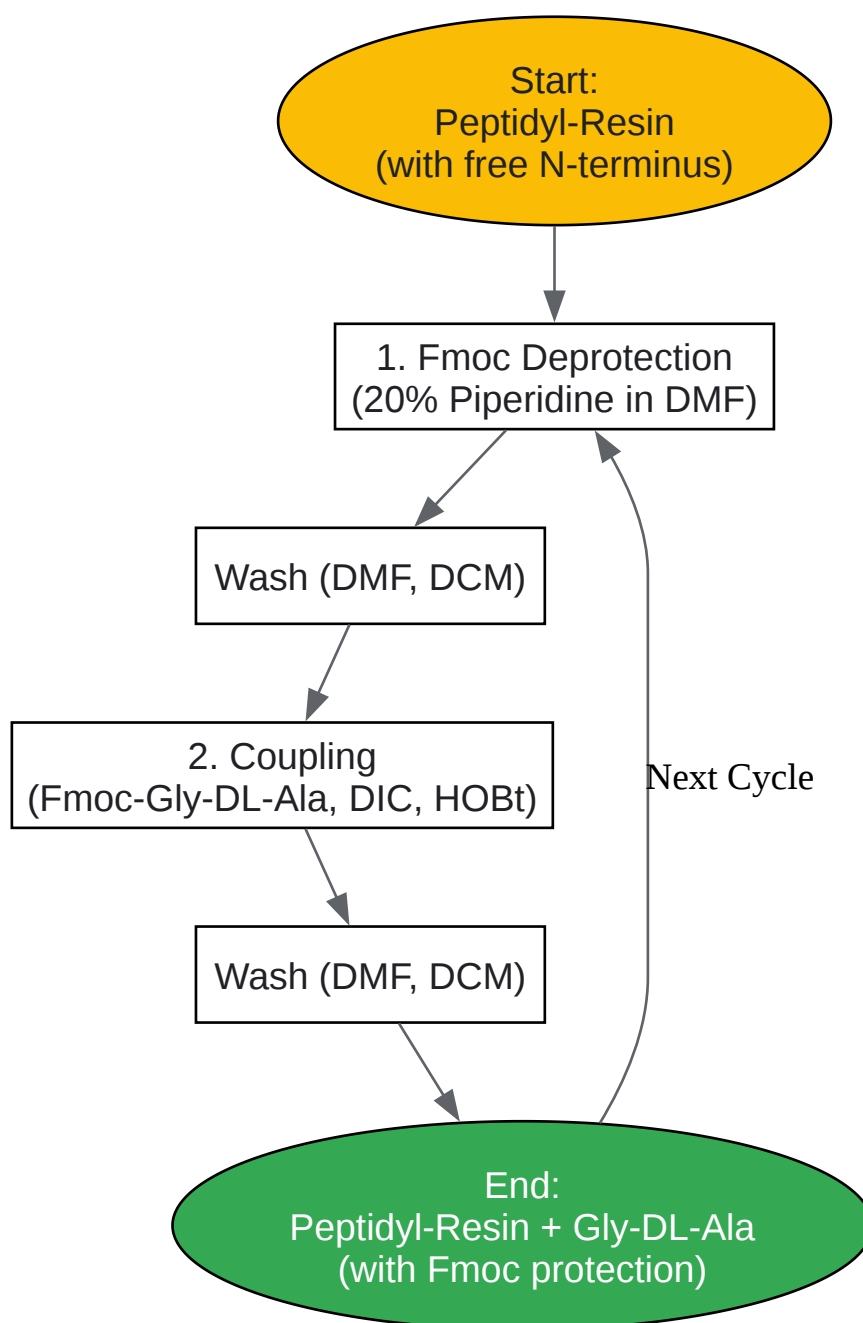 Start:
Peptidyl-Resin
(with free N-terminus)
1. Fmoc Deprotection
(20% Piperidine in DMF)
Wash (DMF, DCM)
2. Coupling
(Fmoc-Gly-DL-Ala, DIC, HOBt)
Next Cycle
Wash (DMF, DCM)
End:
Peptidyl-Resin + Gly-DL-Ala
(with Fmoc protection)